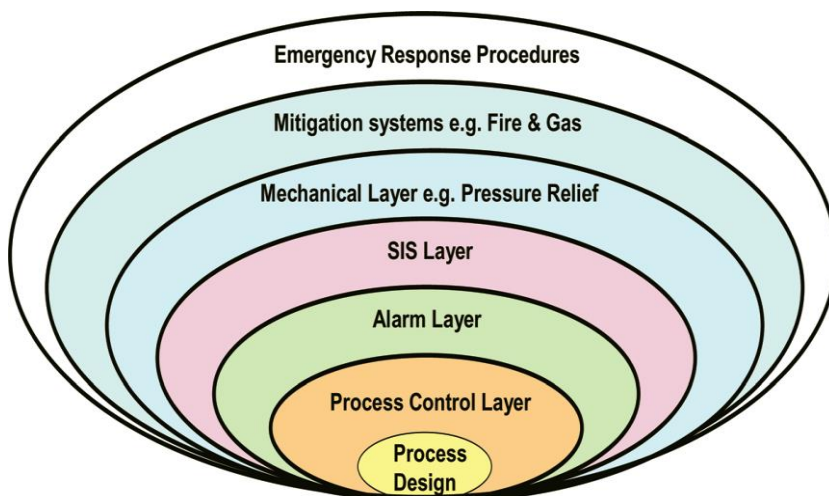 Emergency Response Procedures
Mitigation systems e.g. Fire & Gas
Mechanical Layer e.g. Pressure Relief
SIS Layer
Alarm Layer
Process Control Layer
Process
Design